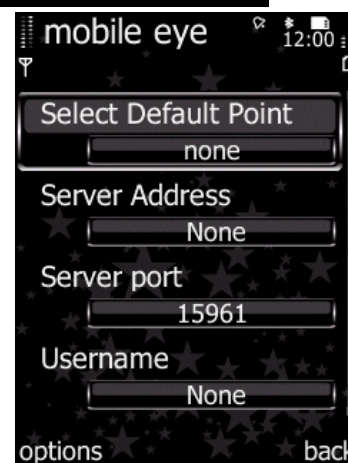 mobile eye
12:00
Select Default Point
none
Server Address
None
Server port
15961
Username
None
options back